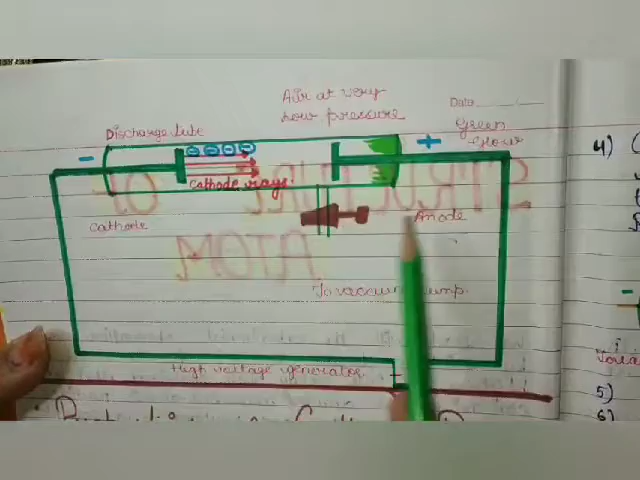 Air at very
low pressure
Date
Green
Glow
Discharge tube
-
+
Cathode rays
Cathode
Anode
To vacuum pump
High voltage generator
4) (
5)
6)